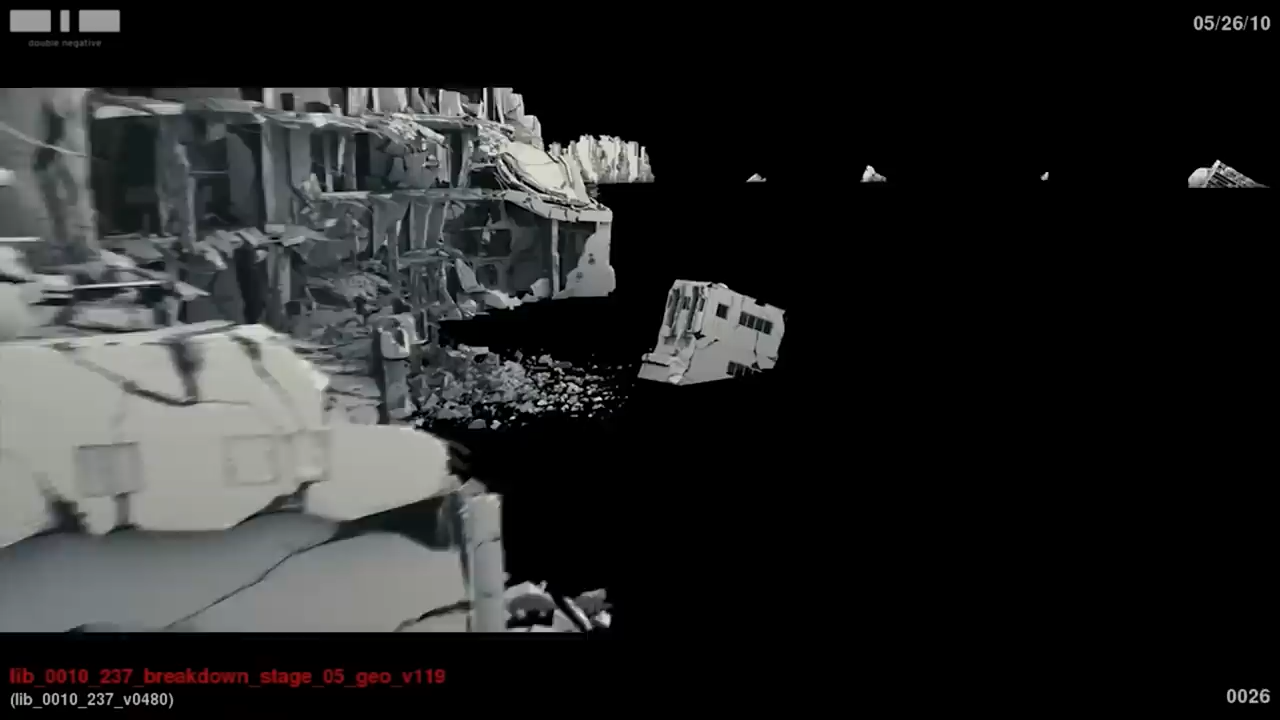 double negative
05/26/10
lib_0010_237_breakdown_stage_05_geo_v119
(lib_0010_237_v0480)
0026